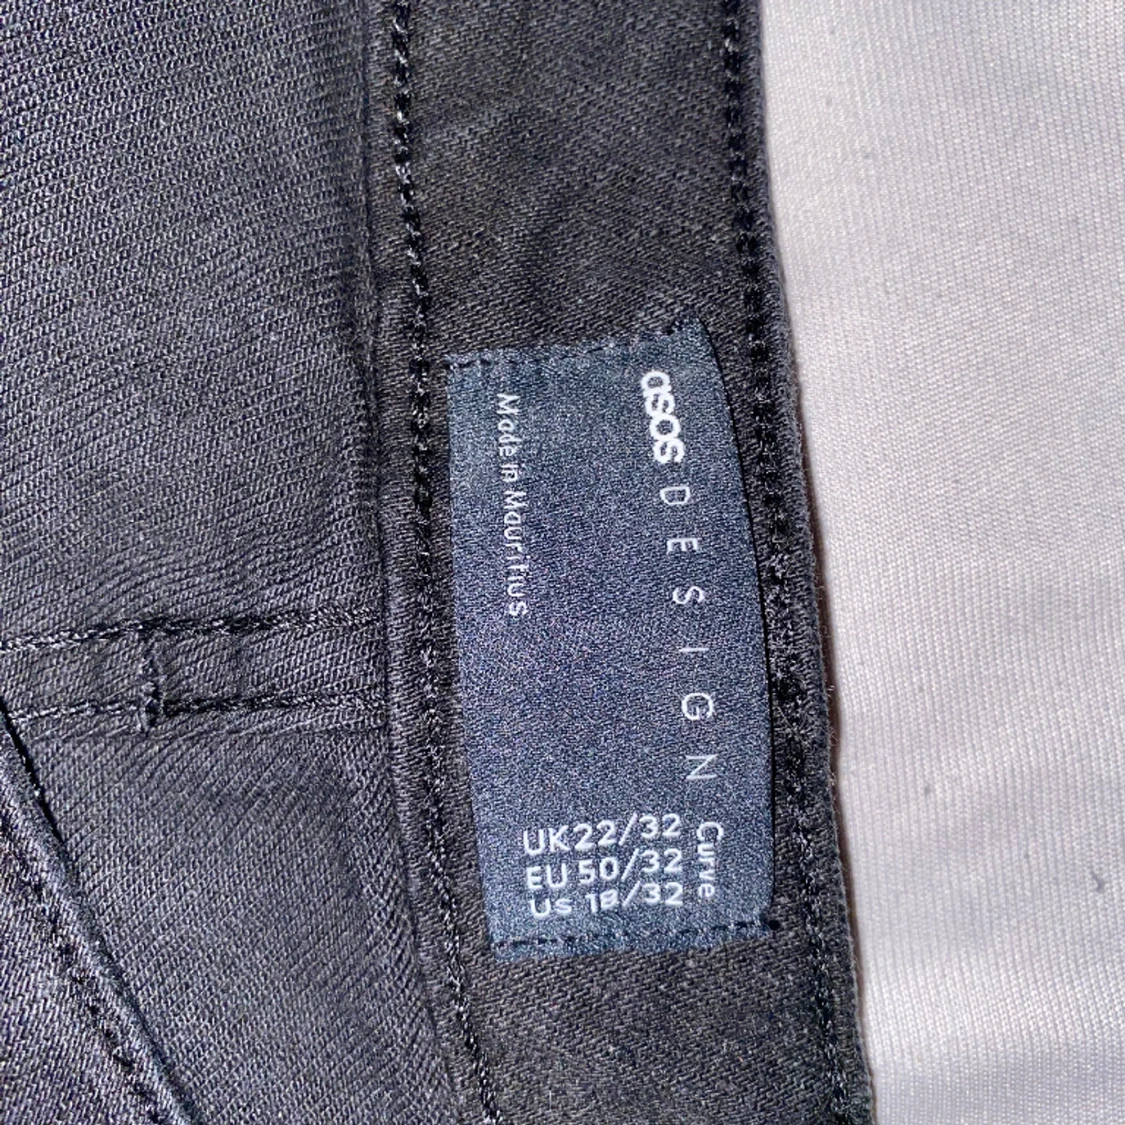 asos DESIGN
Curve
Made in Mauritius
UK22/32
EU 50/32
US 18/32